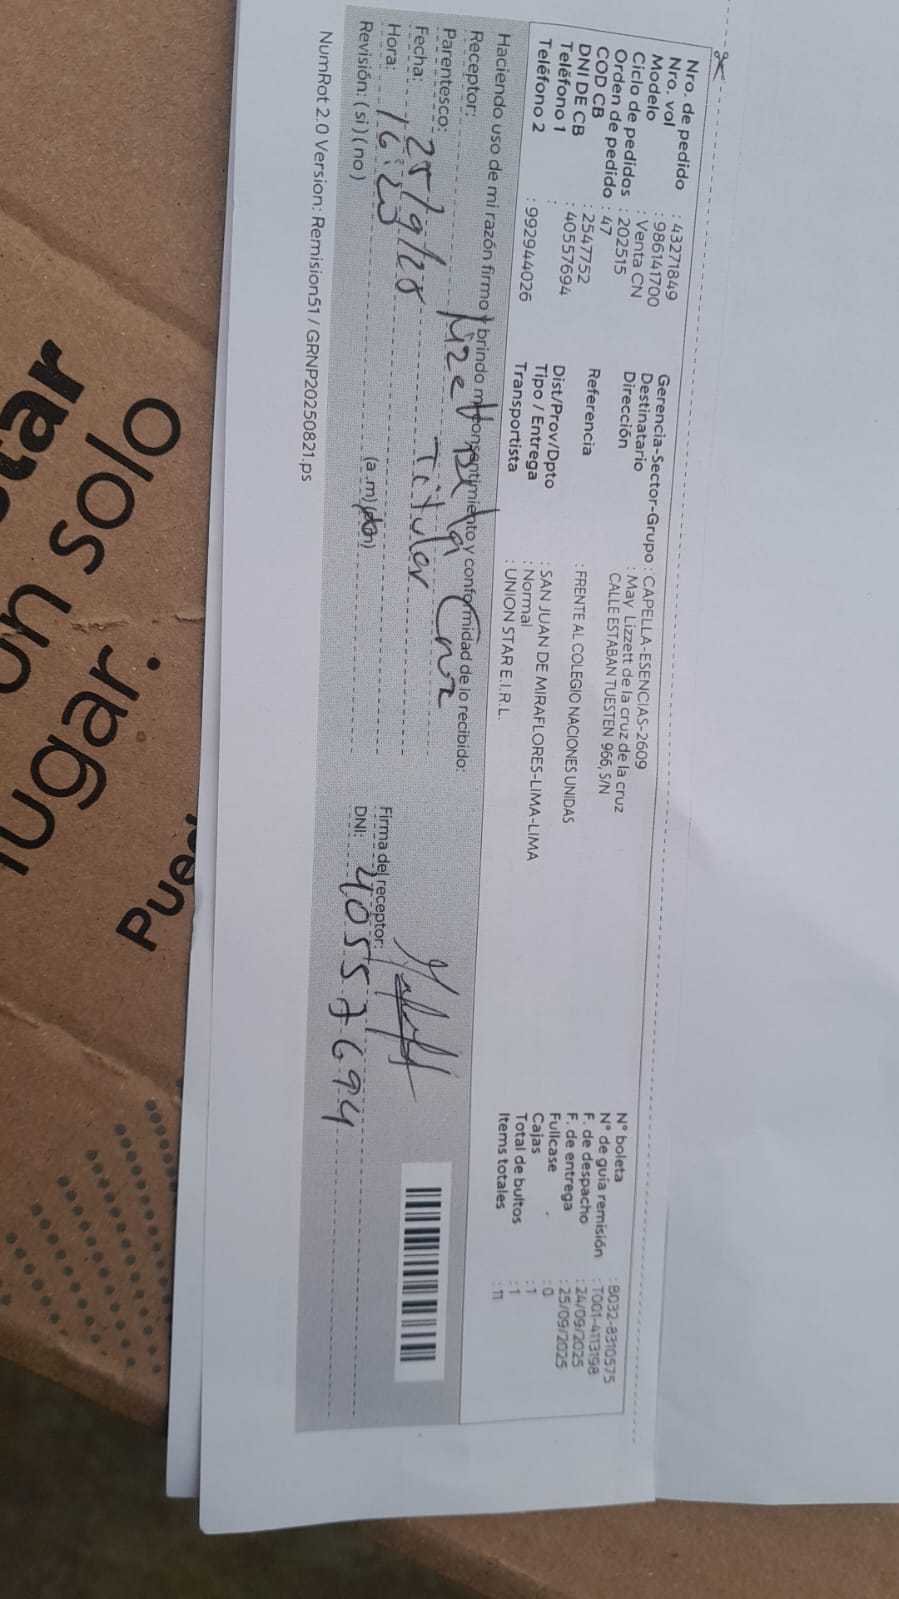 Nro. de pedido : 43271849
Nro. vol : 986141700
Modelo : Venta CN
Ciclo de pedidos : 202515
Orden de pedido : 47
COD CB : 2547752
DNI DE CB : 40557694
Teléfono 1 :
Teléfono 2 : 992944026
Gerencia-Sector-Grupo : CAPELLA-ESENCIAS-2609
Destinatario : May Lizzett de la cruz de la cruz
Dirección CALLE ESTABAN TUESTEN 966, S/N
Referencia : FRENTE AL COLEGIO NACIONES UNIDAS
Dist/Prov/Dpto : SAN JUAN DE MIRAFLORES-LIMA-LIMA
Tipo / Entrega : Normal
Transportista : UNION STAR E.I.R.L.
N° boleta : B032-8310575
N° de guía remisión : T001-4113198
F. de despacho : 24/09/2025
F. de entrega : 25/09/2025
Fullcase : 0
Cajas : 1
Total de bultos : 1
Items totales : 11
Haciendo uso de mi razón firmo y brindo mi consentimiento y conformidad de lo recibido:
Receptor: de la Cruz
Parentesco: Titular
Fecha: 25/9/25
Hora: 16:23 (a.m) (pm)
Revisión: (si) (no)
Firma del receptor:
DNI: 40557694
NumRot 2.0 Version: Remision51 / GRNP20250821.ps
tar
on solo
lugar.
Pue